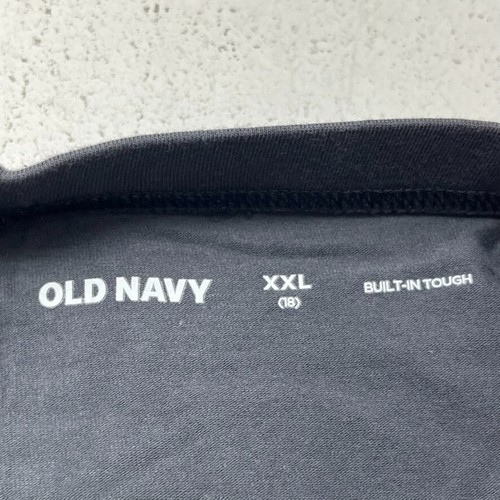 OLD NAVY
XXL
(18)
BUILT-IN TOUGH